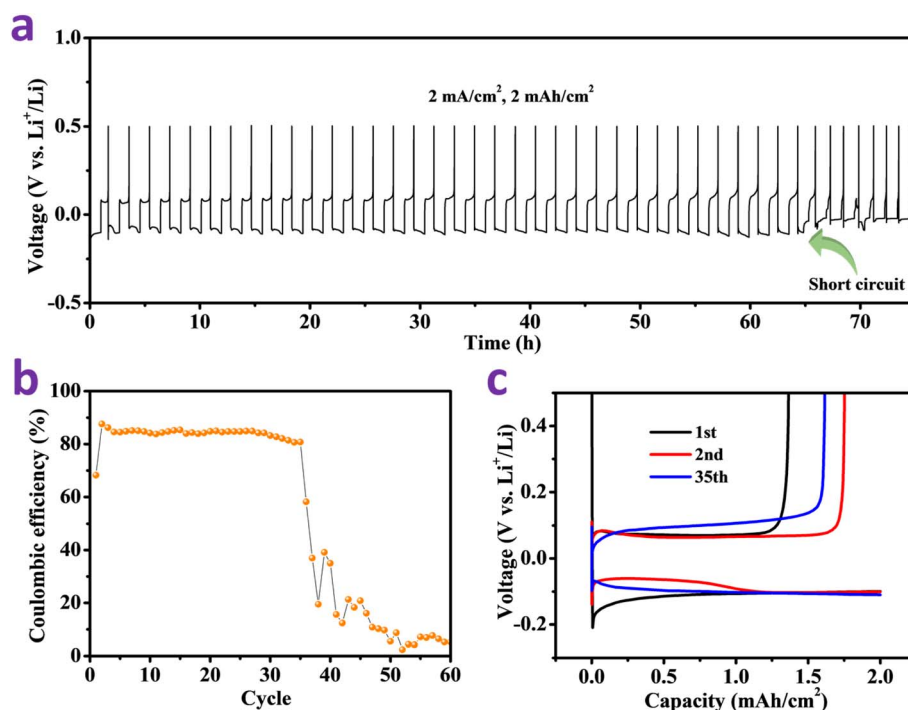 a
1.0
0.5
0.0
-0.5
Voltage (V vs. Li⁺/Li)
2 mA/cm², 2 mAh/cm²
Short circuit
0 10 20 30 40 50 60 70
Time (h)
b
100
80
60
40
20
0
Coulombic efficiency (%)
0 10 20 30 40 50 60
Cycle
c
0.4
0.2
0.0
-0.2
Voltage (V vs. Li⁺/Li)
1st
2nd
35th
0.0 0.5 1.0 1.5 2.0
Capacity (mAh/cm²)